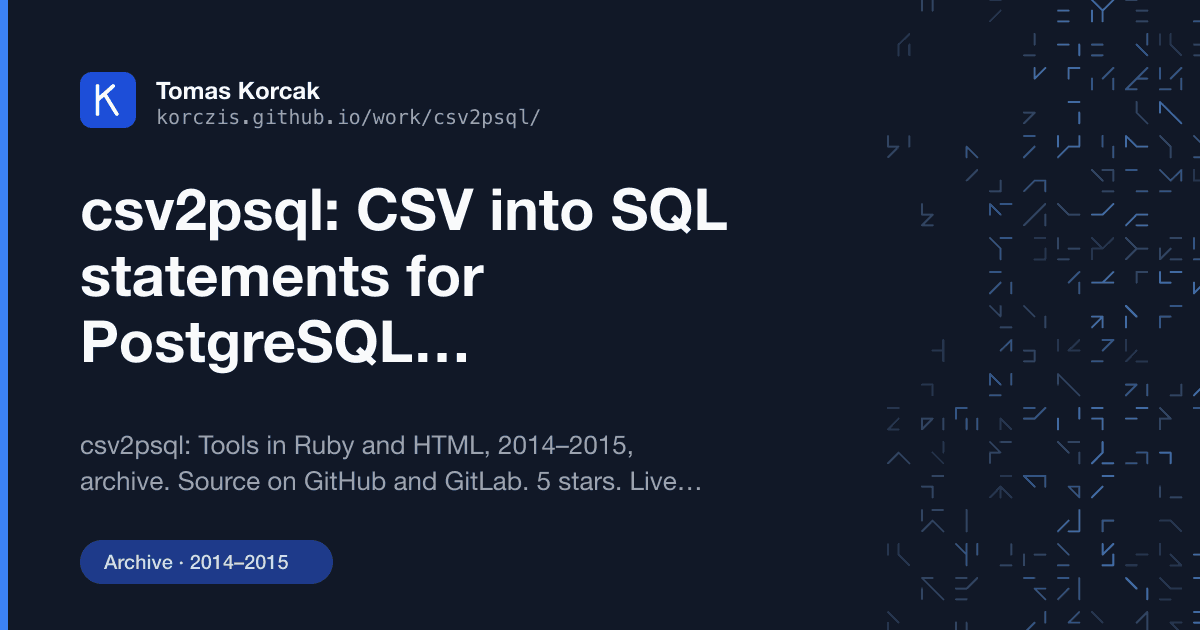 K
Tomas Korcak
korczis.github.io/work/csv2psql/
csv2psql: CSV into SQL
statements for
PostgreSQL…
csv2psql: Tools in Ruby and HTML, 2014–2015,
archive. Source on GitHub and GitLab. 5 stars. Live…
Archive · 2014–2015